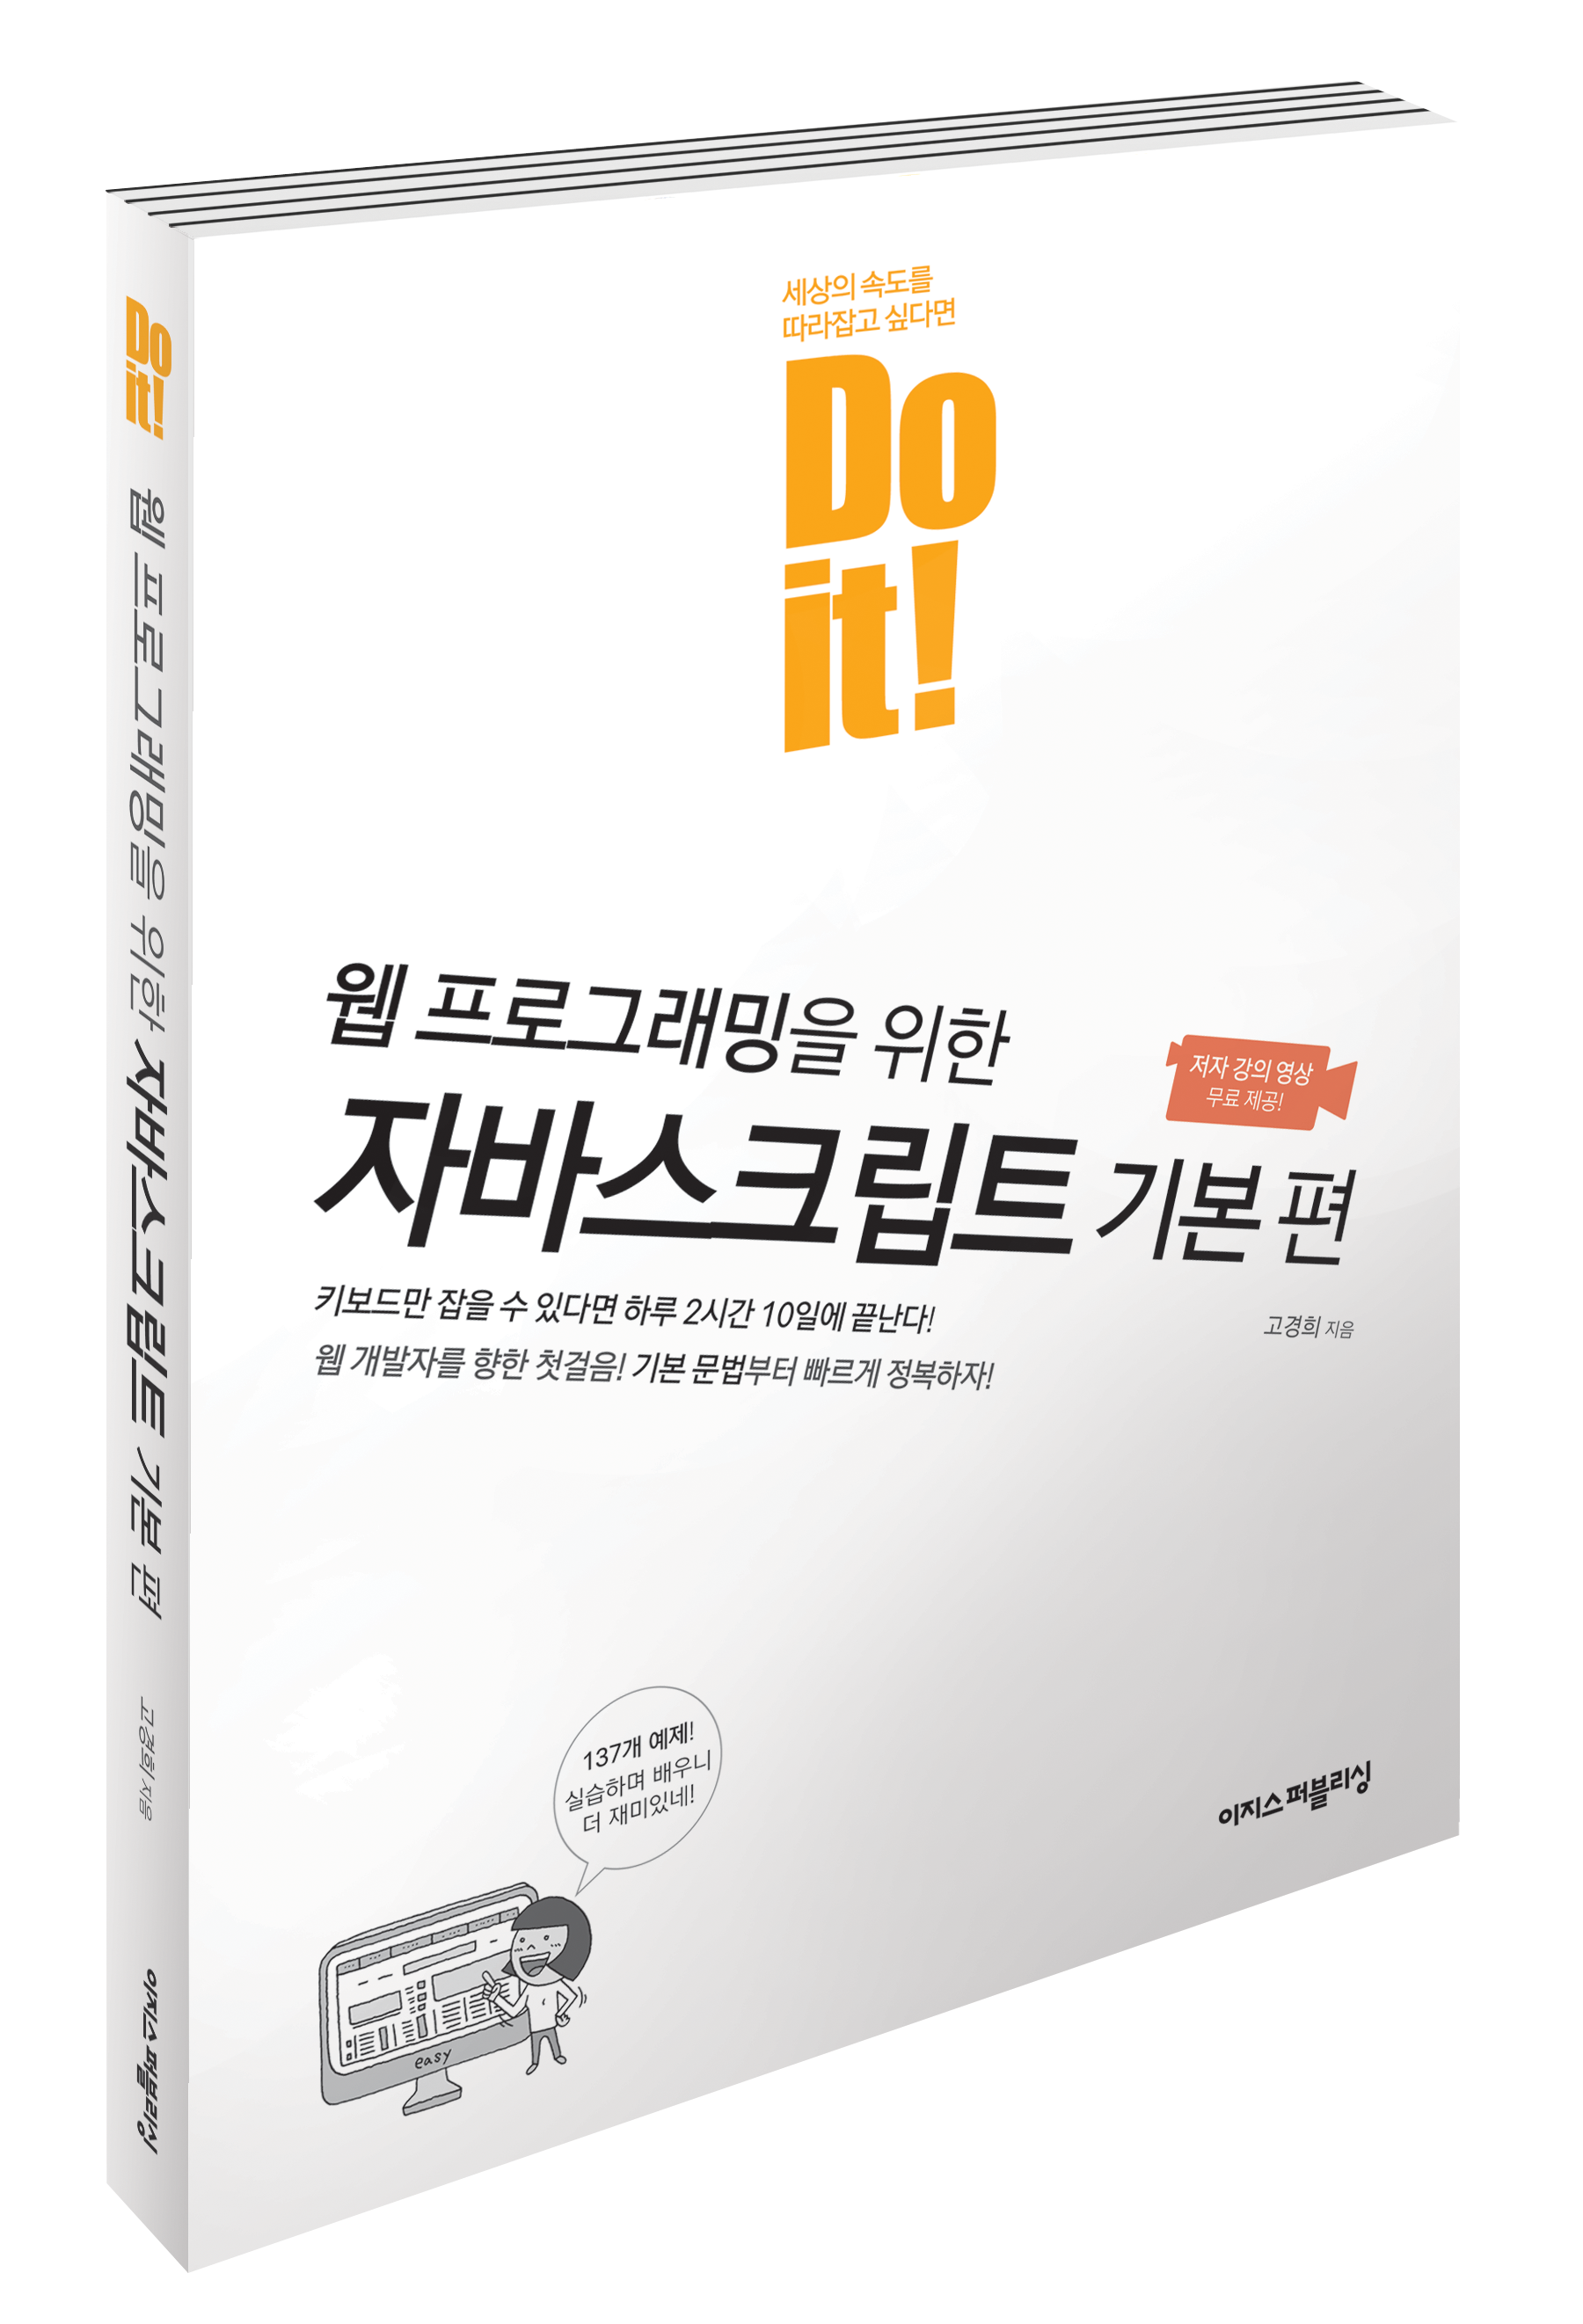 세상의 속도를
따라잡고 싶다면
Do
it!
웹 프로그래밍을 위한
자바스크립트 기본 편
저자 강의 영상
무료 제공!
키보드만 잡을 수 있다면 하루 2시간 10일에 끝난다!
고경희 지음
웹 개발자를 향한 첫걸음! 기본 문법부터 빠르게 정복하자!
137개 예제!
실습하며 배우니
더 재미있네!
easy
이지스 퍼블리싱
Do
it!
웹 프로그래밍을 위한 자바스크립트 기본 편
고경희 지음
이지스 퍼블리싱